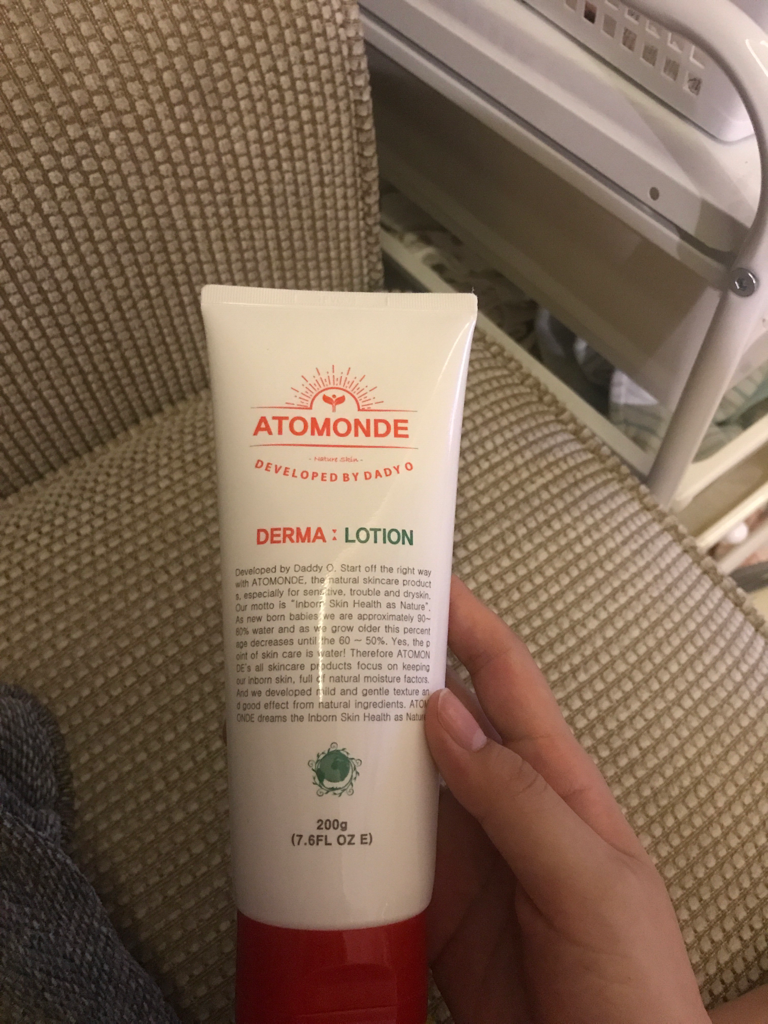 ATOMONDE
- Nature Skin -
DEVELOPED BY DADY O
DERMA : LOTION
Developed by Daddy O. Start off the right way
with ATOMONDE, the natural skincare product
s, especially for sensitive, trouble and dryskin.
Our motto is "Inborn Skin Health as Nature".
As new born babies we are approximately 90~
80% water and as we grow older this percent
age decreases until the 60 ~ 50%. Yes, the p
oint of skin care is water! Therefore ATOMON
DE's all skincare products focus on keeping
our inborn skin, full of natural moisture factors.
And we developed mild and gentle texture an
d good effect from natural ingredients. ATOM
ONDE dreams the Inborn Skin Health as Nature
200g
(7.6FL OZ E)